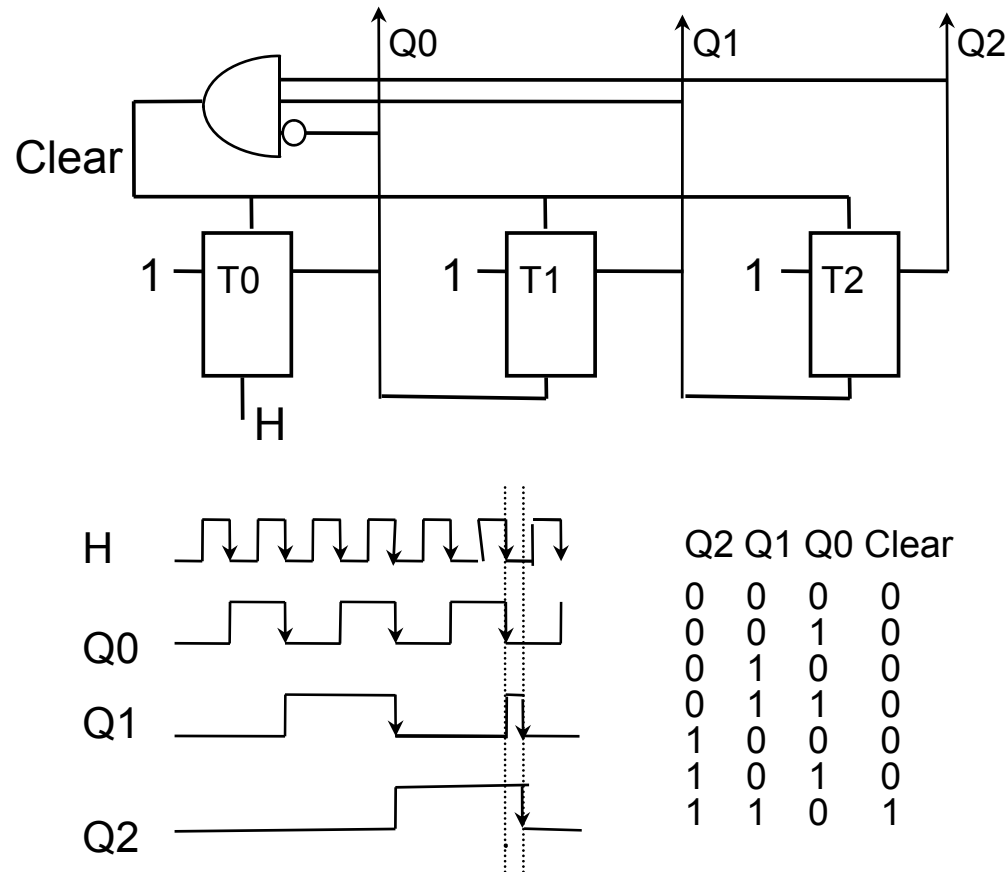 Q0 Q1 Q2
Clear
1 T0 1 T1 1 T2
H
H
Q0
Q1
Q2
Q2 Q1 Q0 Clear
0 0 0 0
0 0 1 0
0 1 0 0
0 1 1 0
1 0 0 0
1 0 1 0
1 1 0 1